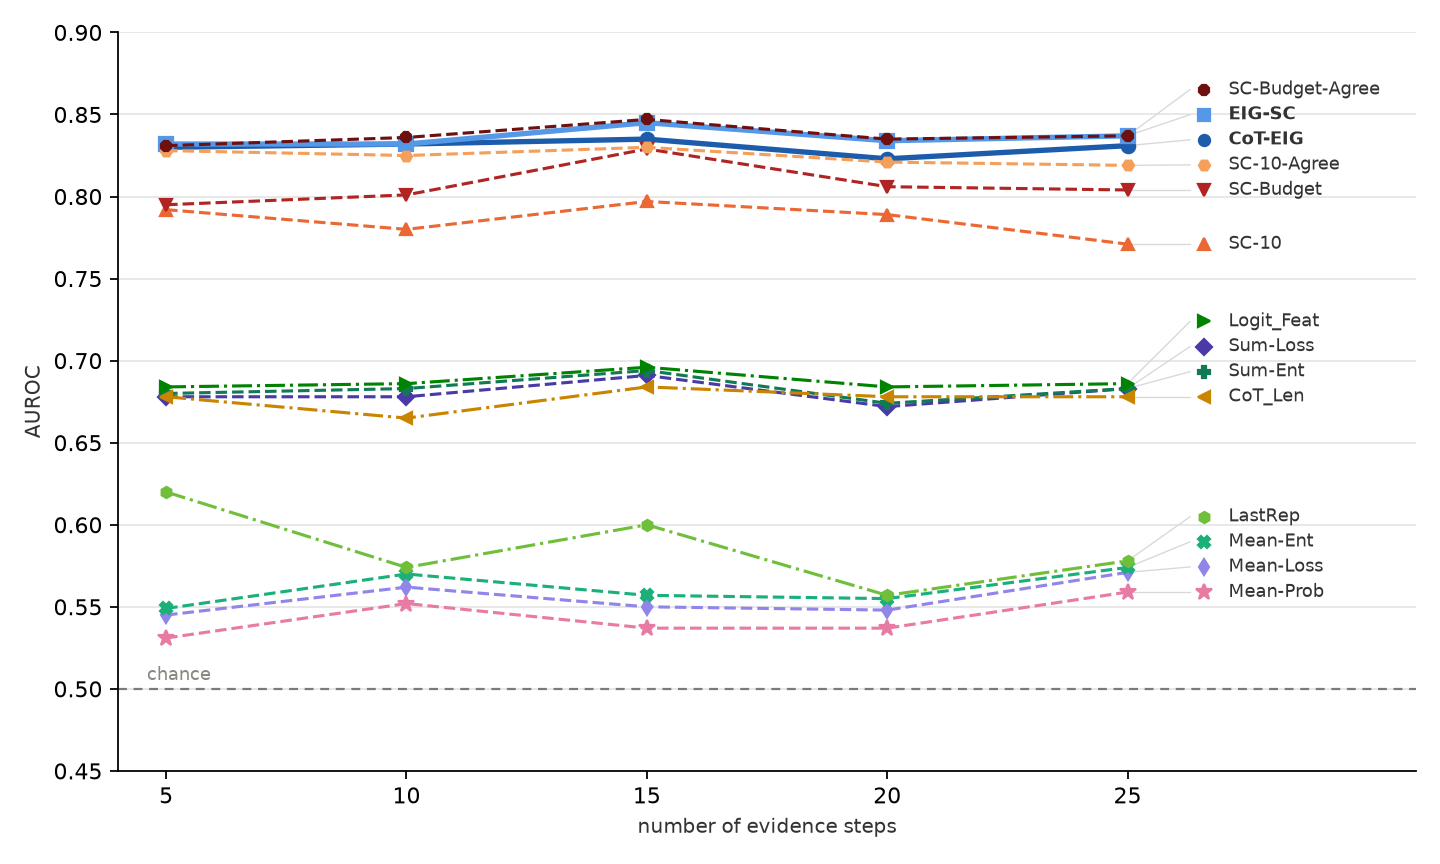 0.90
0.85
0.80
0.75
0.70
0.65
0.60
0.55
0.50
0.45
AUROC
SC-Budget-Agree
EIG-SC
CoT-EIG
SC-10-Agree
SC-Budget
SC-10
Logit_Feat
Sum-Loss
Sum-Ent
CoT_Len
LastRep
Mean-Ent
Mean-Loss
Mean-Prob
chance
5 10 15 20 25
number of evidence steps